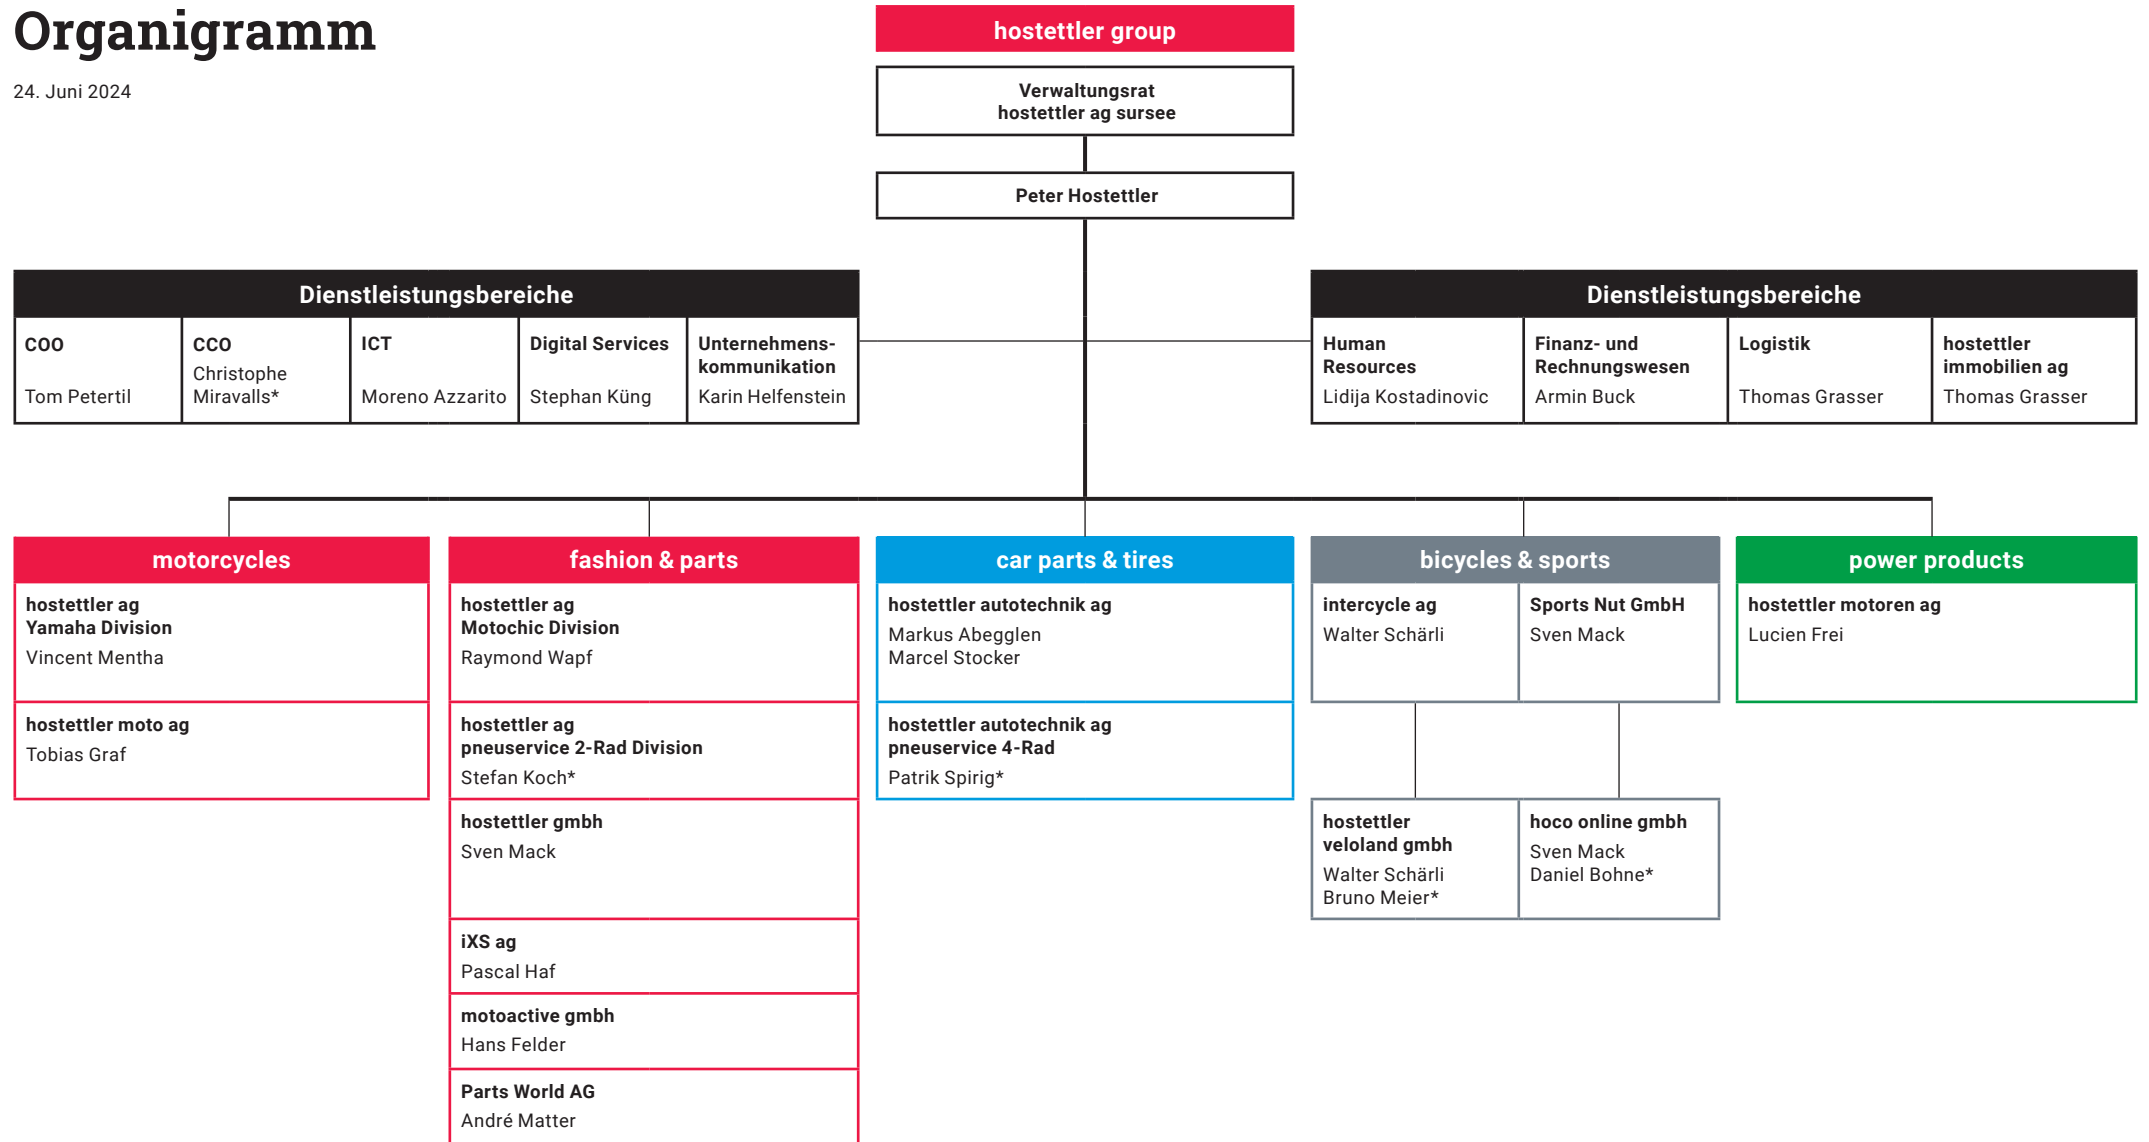 Organigramm
24. Juni 2024
hostettler group
Verwaltungsrat
hostettler ag sursee
Peter Hostettler
Dienstleistungsbereiche
COO
Tom Petertil
CCO
Christophe
Miravalls*
ICT
Moreno Azzarito
Digital Services
Stephan Küng
Unternehmens-
kommunikation
Karin Helfenstein
Dienstleistungsbereiche
Human
Resources
Lidija Kostadinovic
Finanz- und
Rechnungswesen
Armin Buck
Logistik
Thomas Grasser
hostettler
immobilien ag
Thomas Grasser
motorcycles
hostettler ag
Yamaha Division
Vincent Mentha
hostettler moto ag
Tobias Graf
fashion & parts
hostettler ag
Motochic Division
Raymond Wapf
hostettler ag
pneuservice 2-Rad Division
Stefan Koch*
hostettler gmbh
Sven Mack
iXS ag
Pascal Haf
motoactive gmbh
Hans Felder
Parts World AG
André Matter
car parts & tires
hostettler autotechnik ag
Markus Abegglen
Marcel Stocker
hostettler autotechnik ag
pneuservice 4-Rad
Patrik Spirig*
bicycles & sports
intercycle ag
Walter Schärli
Sports Nut GmbH
Sven Mack
hostettler
veloland gmbh
Walter Schärli
Bruno Meier*
hoco online gmbh
Sven Mack
Daniel Bohne*
power products
hostettler motoren ag
Lucien Frei